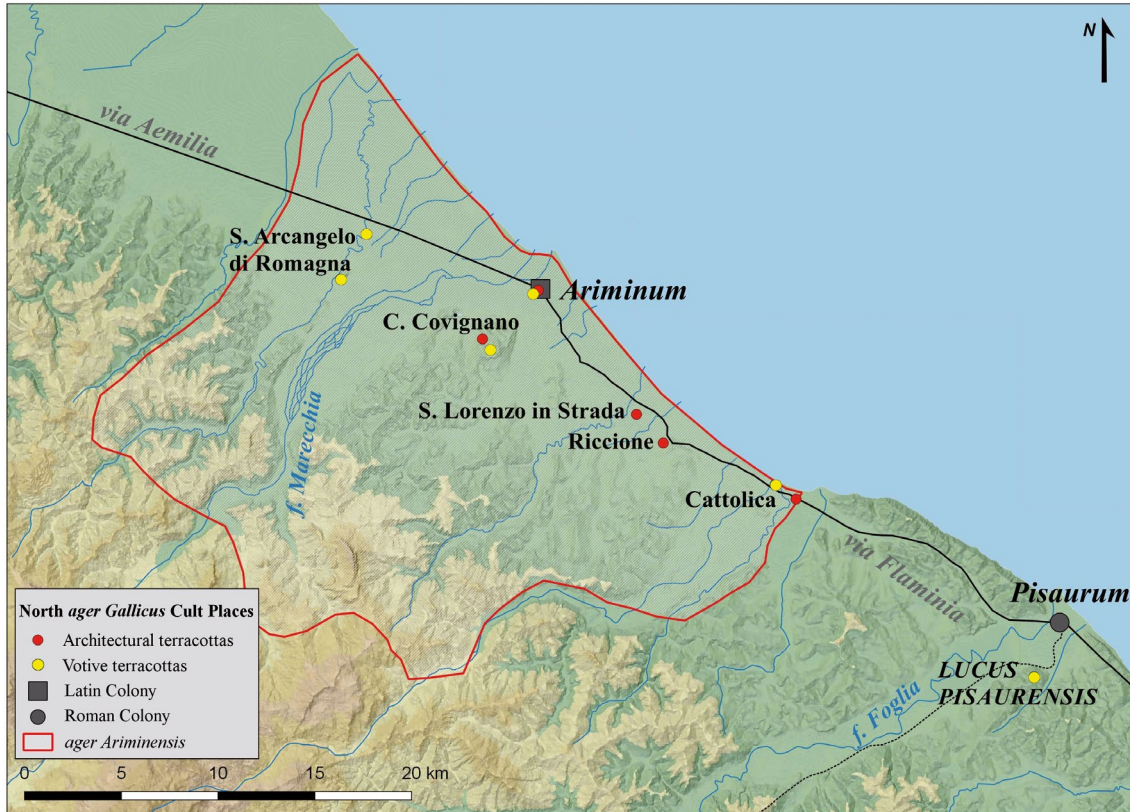 N
via Aemilia
S. Arcangelo
di Romagna
Ariminum
C. Covignano
f. Marecchia
S. Lorenzo in Strada
Riccione
Cattolica
via Flaminia
Pisaurum
LUCUS
PISAURENSIS
f. Foglia
North ager Gallicus Cult Places
Architectural terracottas
Votive terracottas
Latin Colony
Roman Colony
ager Ariminensis
0 5 10 15 20 km